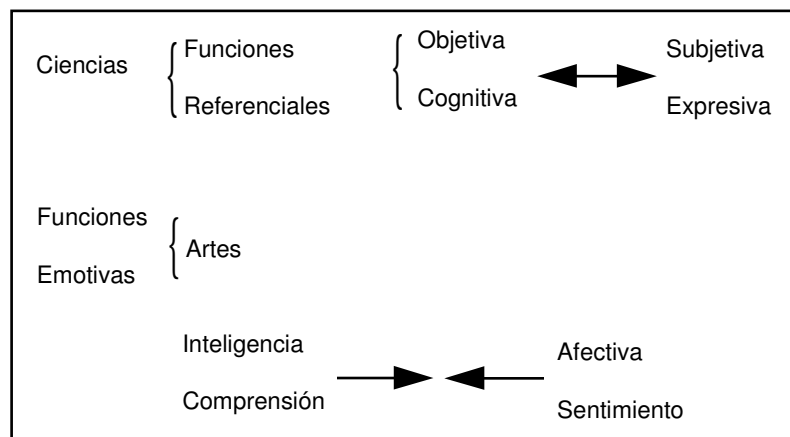 Ciencias
Funciones
Referenciales
Objetiva
Cognitiva
Subjetiva
Expresiva
Funciones
Emotivas
Artes
Inteligencia
Comprensión
Afectiva
Sentimiento